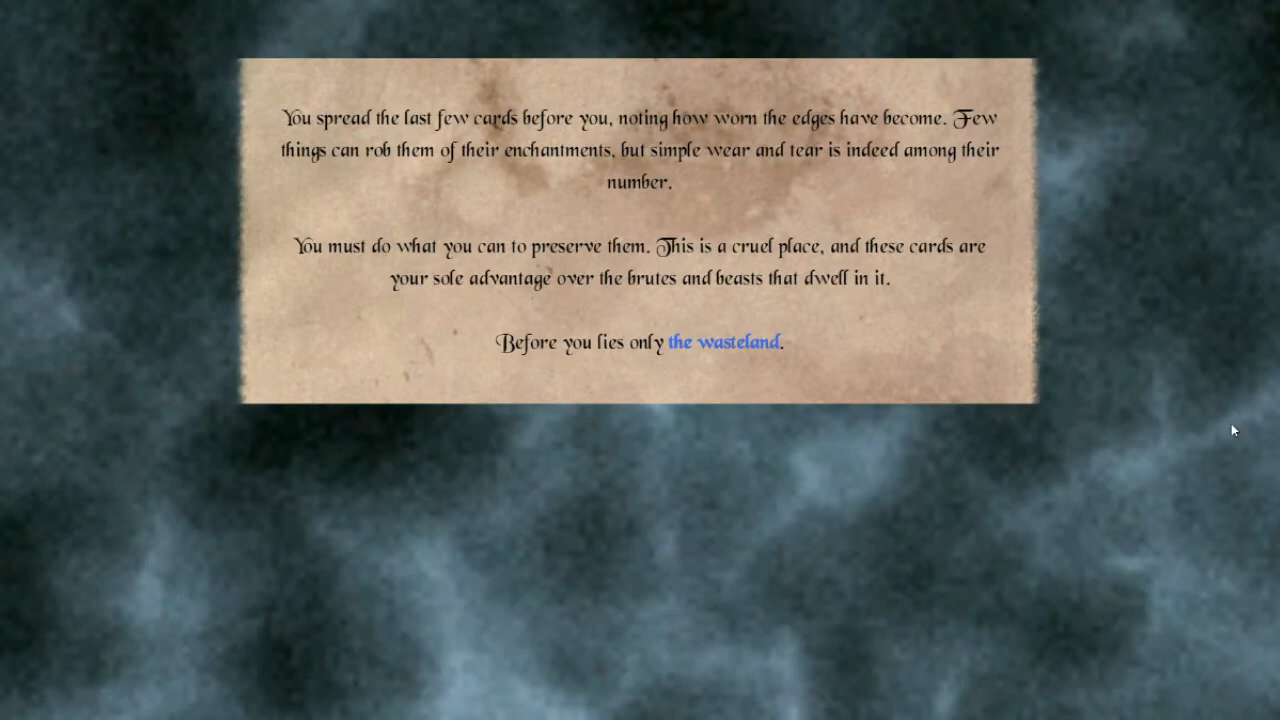 You spread the last few cards before you, noting how worn the edges have become. Few
things can rob them of their enchantments, but simple wear and tear is indeed among their
number.
You must do what you can to preserve them. This is a cruel place, and these cards are
your sole advantage over the brutes and beasts that dwell in it.
Before you lies only the wasteland.